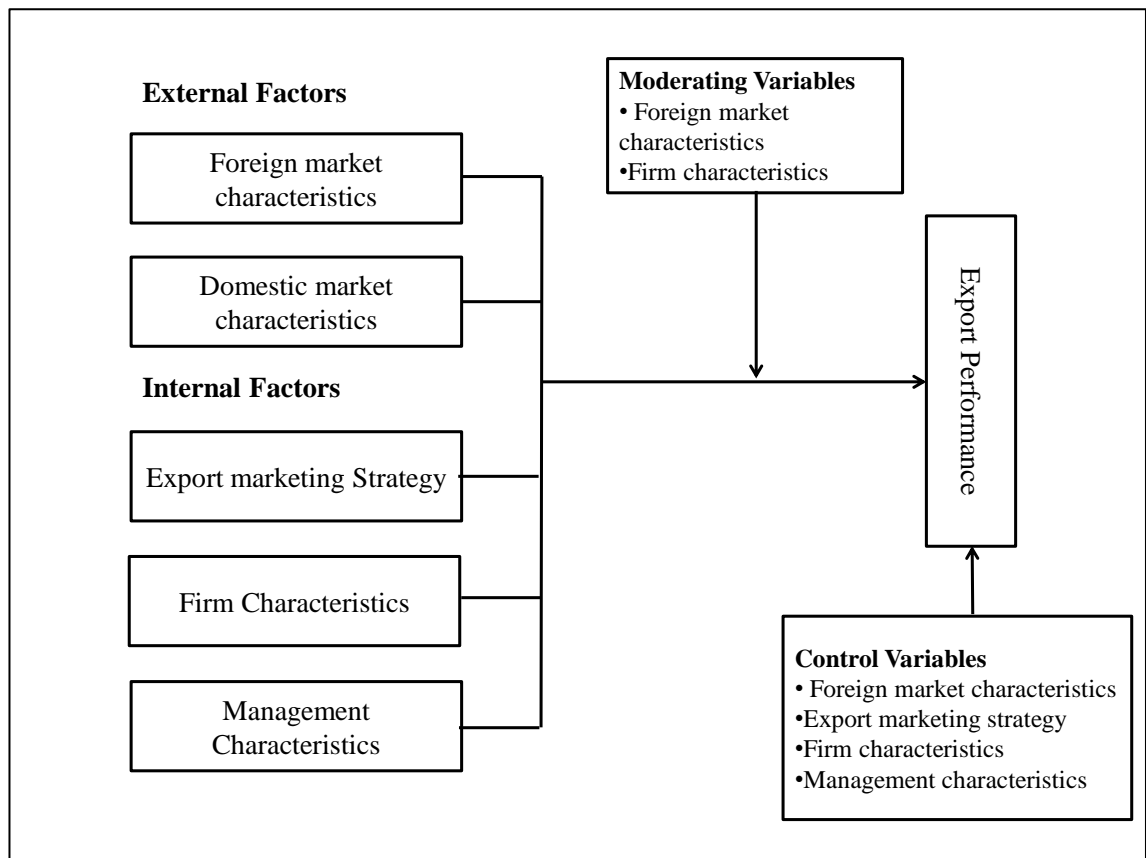 External Factors
Foreign market
characteristics
Domestic market
characteristics
Internal Factors
Export marketing Strategy
Firm Characteristics
Management
Characteristics
Moderating Variables
• Foreign market
characteristics
•Firm characteristics
Export Performance
Control Variables
• Foreign market characteristics
•Export marketing strategy
•Firm characteristics
•Management characteristics